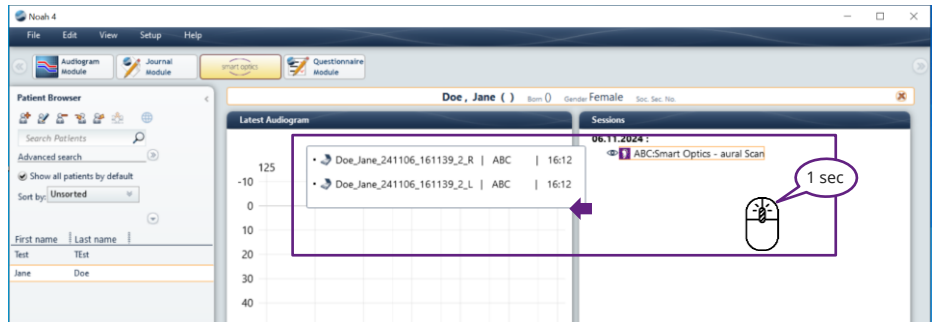 Noah 4
File Edit View Setup Help
Audiogram Module
Journal Module
smart optics
Questionnaire Module
Patient Browser
Search Patients
Advanced search
Show all patients by default
Sort by: Unsorted
First name Last name
Test TEst
Jane Doe
Doe , Jane ( ) Born () Gender Female Soc. Sec. No.
Latest Audiogram
125
-10
0
10
20
30
40
• Doe_Jane_241106_161139_2_R | ABC | 16:12
• Doe_Jane_241106_161139_2_L | ABC | 16:12
Sessions
06.11.2024 :
ABC:Smart Optics - aural Scan
1 sec